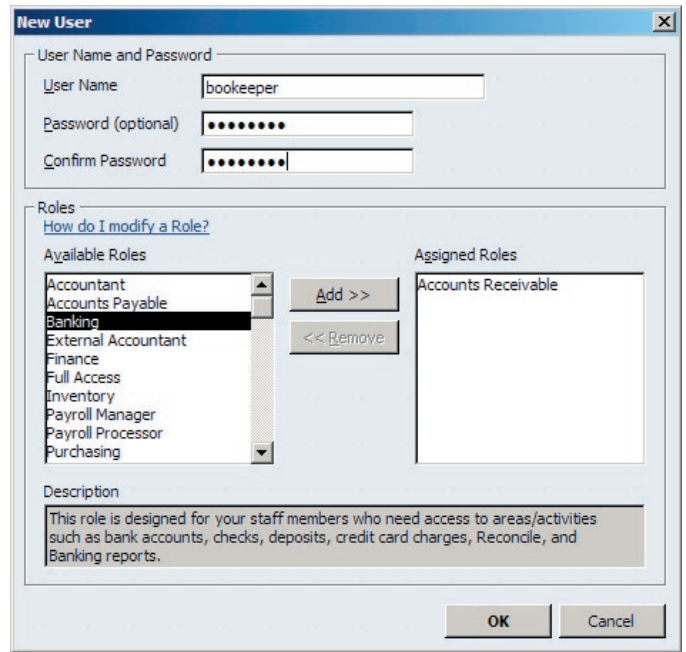 New User
User Name and Password
User Name
bookeeper
Password (optional)
●●●●●●●●
Confirm Password
●●●●●●●●
Roles
How do I modify a Role?
Available Roles
Accountant
Accounts Payable
Banking
External Accountant
Finance
Full Access
Inventory
Payroll Manager
Payroll Processor
Purchasing
Add >>
<< Remove
Assigned Roles
Accounts Receivable
Description
This role is designed for your staff members who need access to areas/activities
such as bank accounts, checks, deposits, credit card charges, Reconcile, and
Banking reports.
OK
Cancel